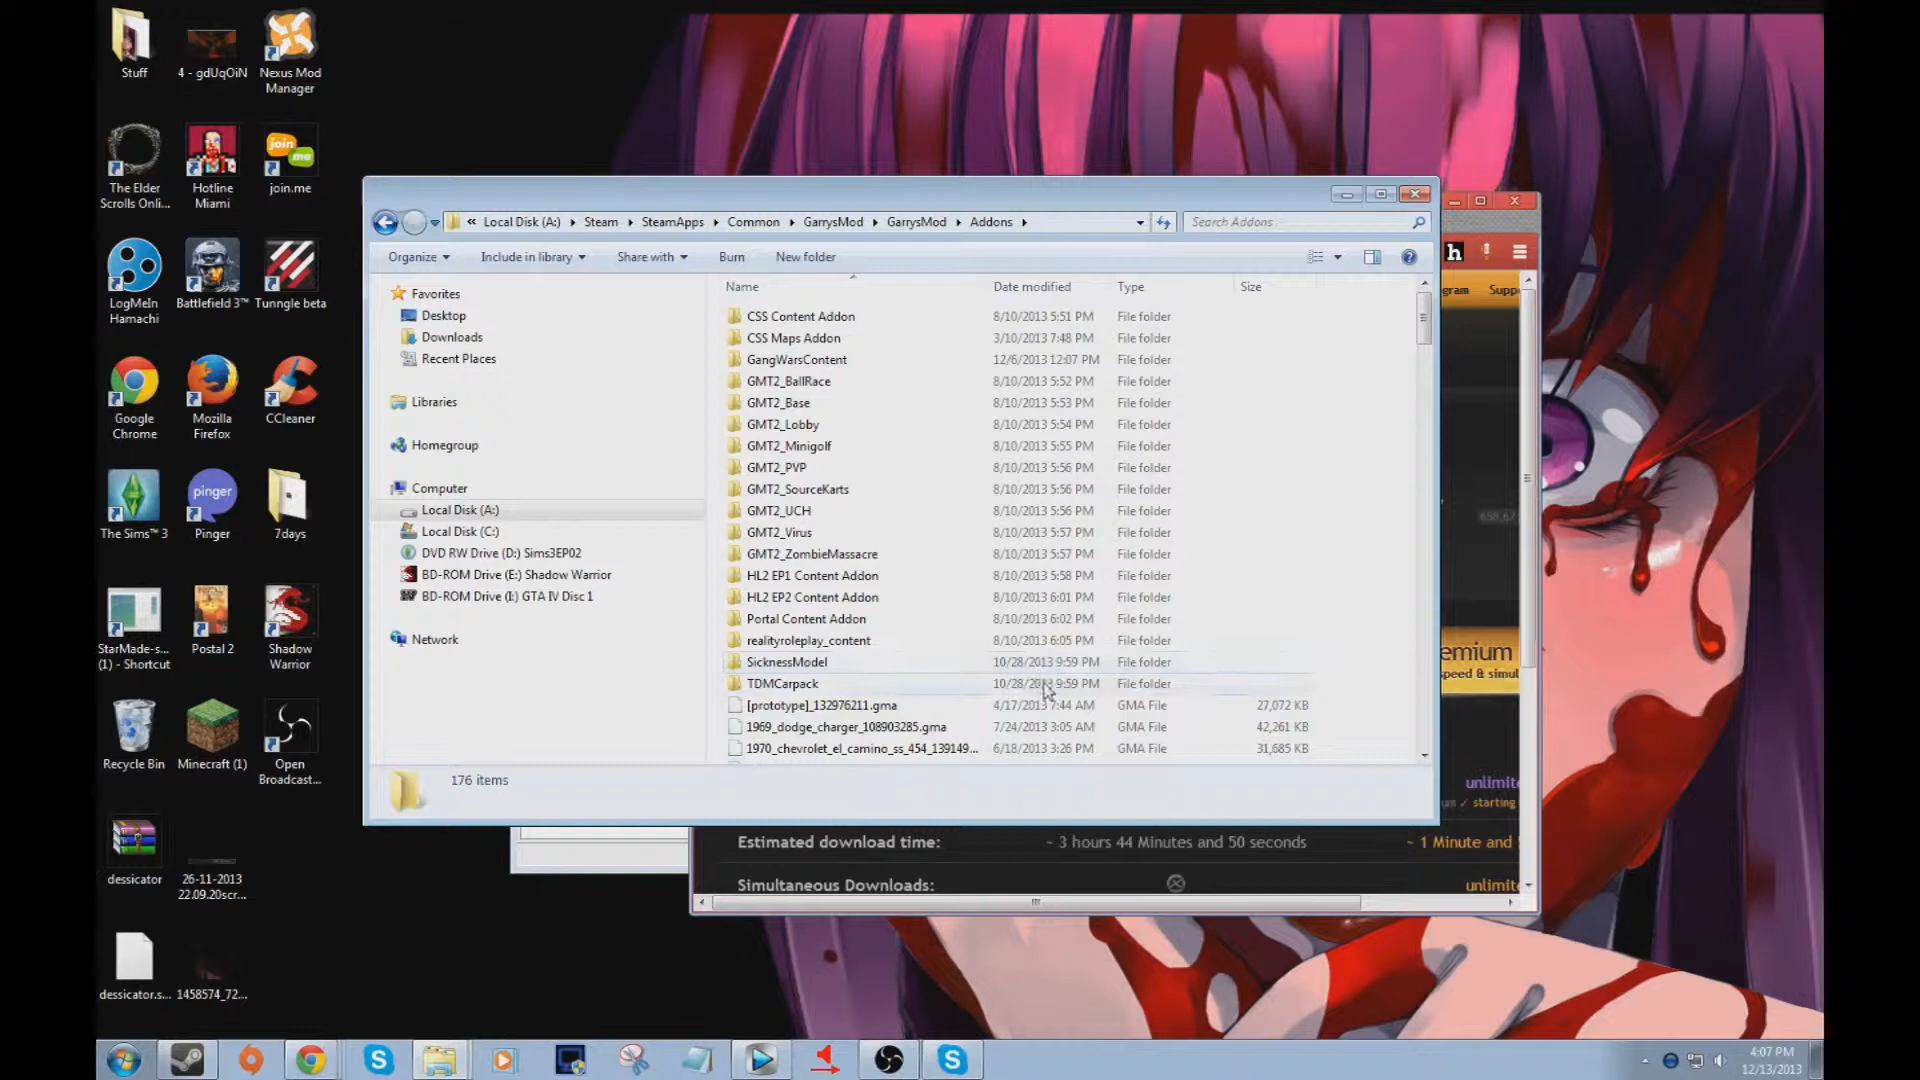 Stuff
4 - gdUqOiN
Nexus Mod
Manager
The Elder
Scrolls Onli...
Hotline
Miami
join.me
LogMeIn
Hamachi
Battlefield 3™
Tunngle beta
Google
Chrome
Mozilla
Firefox
CCleaner
The Sims™ 3
pinger
Pinger
7days
StarMade-s...
(1) - Shortcut
Postal 2
Shadow
Warrior
Recycle Bin
Minecraft (1)
Open
Broadcast...
dessicator
26-11-2013
22.09.20scr...
dessicator.s...
1458574_72...
« Local Disk (A:) Steam SteamApps Common GarrysMod GarrysMod Addons
Search Addons
Organize Include in library Share with Burn New folder
Favorites
Desktop
Downloads
Recent Places
Libraries
Homegroup
Computer
Local Disk (A:)
Local Disk (C:)
DVD RW Drive (D:) Sims3EP02
BD-ROM Drive (E:) Shadow Warrior
BD-ROM Drive (I:) GTA IV Disc 1
Network
Name Date modified Type Size
CSS Content Addon 8/10/2013 5:51 PM File folder
CSS Maps Addon 3/10/2013 7:48 PM File folder
GangWarsContent 12/6/2013 12:07 PM File folder
GMT2_BallRace 8/10/2013 5:52 PM File folder
GMT2_Base 8/10/2013 5:53 PM File folder
GMT2_Lobby 8/10/2013 5:54 PM File folder
GMT2_Minigolf 8/10/2013 5:55 PM File folder
GMT2_PVP 8/10/2013 5:56 PM File folder
GMT2_SourceKarts 8/10/2013 5:56 PM File folder
GMT2_UCH 8/10/2013 5:56 PM File folder
GMT2_Virus 8/10/2013 5:57 PM File folder
GMT2_ZombieMassacre 8/10/2013 5:57 PM File folder
HL2 EP1 Content Addon 8/10/2013 5:58 PM File folder
HL2 EP2 Content Addon 8/10/2013 6:01 PM File folder
Portal Content Addon 8/10/2013 6:02 PM File folder
realityroleplay_content 8/10/2013 6:05 PM File folder
SicknessModel 10/28/2013 9:59 PM File folder
TDMCarpack 10/28/2013 9:59 PM File folder
[prototype]_132976211.gma 4/17/2013 7:44 AM GMA File 27,072 KB
1969_dodge_charger_108903285.gma 7/24/2013 3:05 AM GMA File 42,261 KB
1970_chevrolet_el_camino_ss_454_139149... 6/18/2013 3:26 PM GMA File 31,685 KB
176 items
h
gram Supp
emium
speed & simul
unlimite
starting
Estimated download time: ~ 3 hours 44 Minutes and 50 seconds ~ 1 Minute and
Simultaneous Downloads: unlimite
4:07 PM
12/13/2013